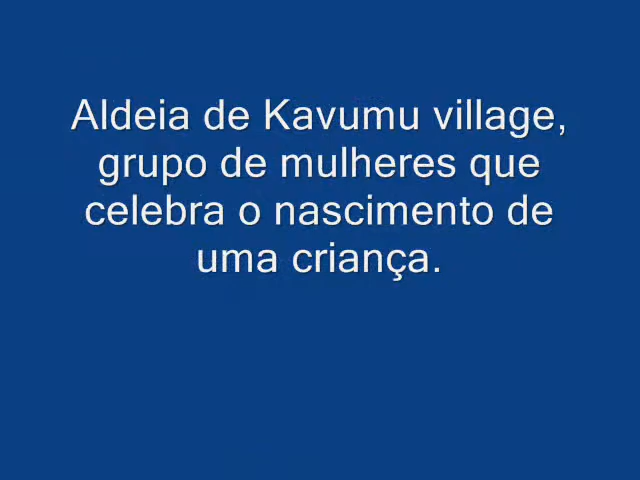 Aldeia de Kavumu village,
grupo de mulheres que
celebra o nascimento de
uma criança.